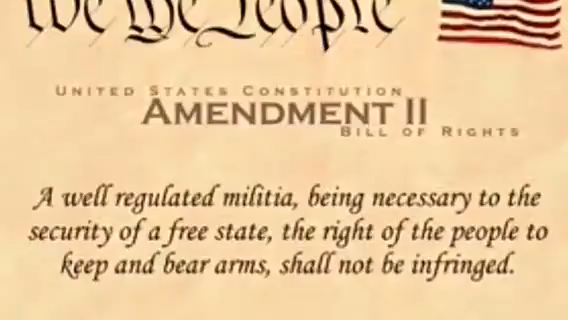 We the People
UNITED STATES CONSTITUTION
AMENDMENT II
BILL OF RIGHTS
A well regulated militia, being necessary to the
security of a free state, the right of the people to
keep and bear arms, shall not be infringed.